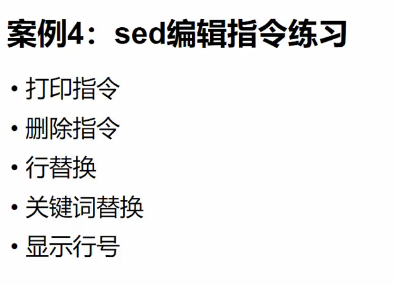 案例4：sed编辑指令练习
• 打印指令
• 删除指令
• 行替换
• 关键词替换
• 显示行号